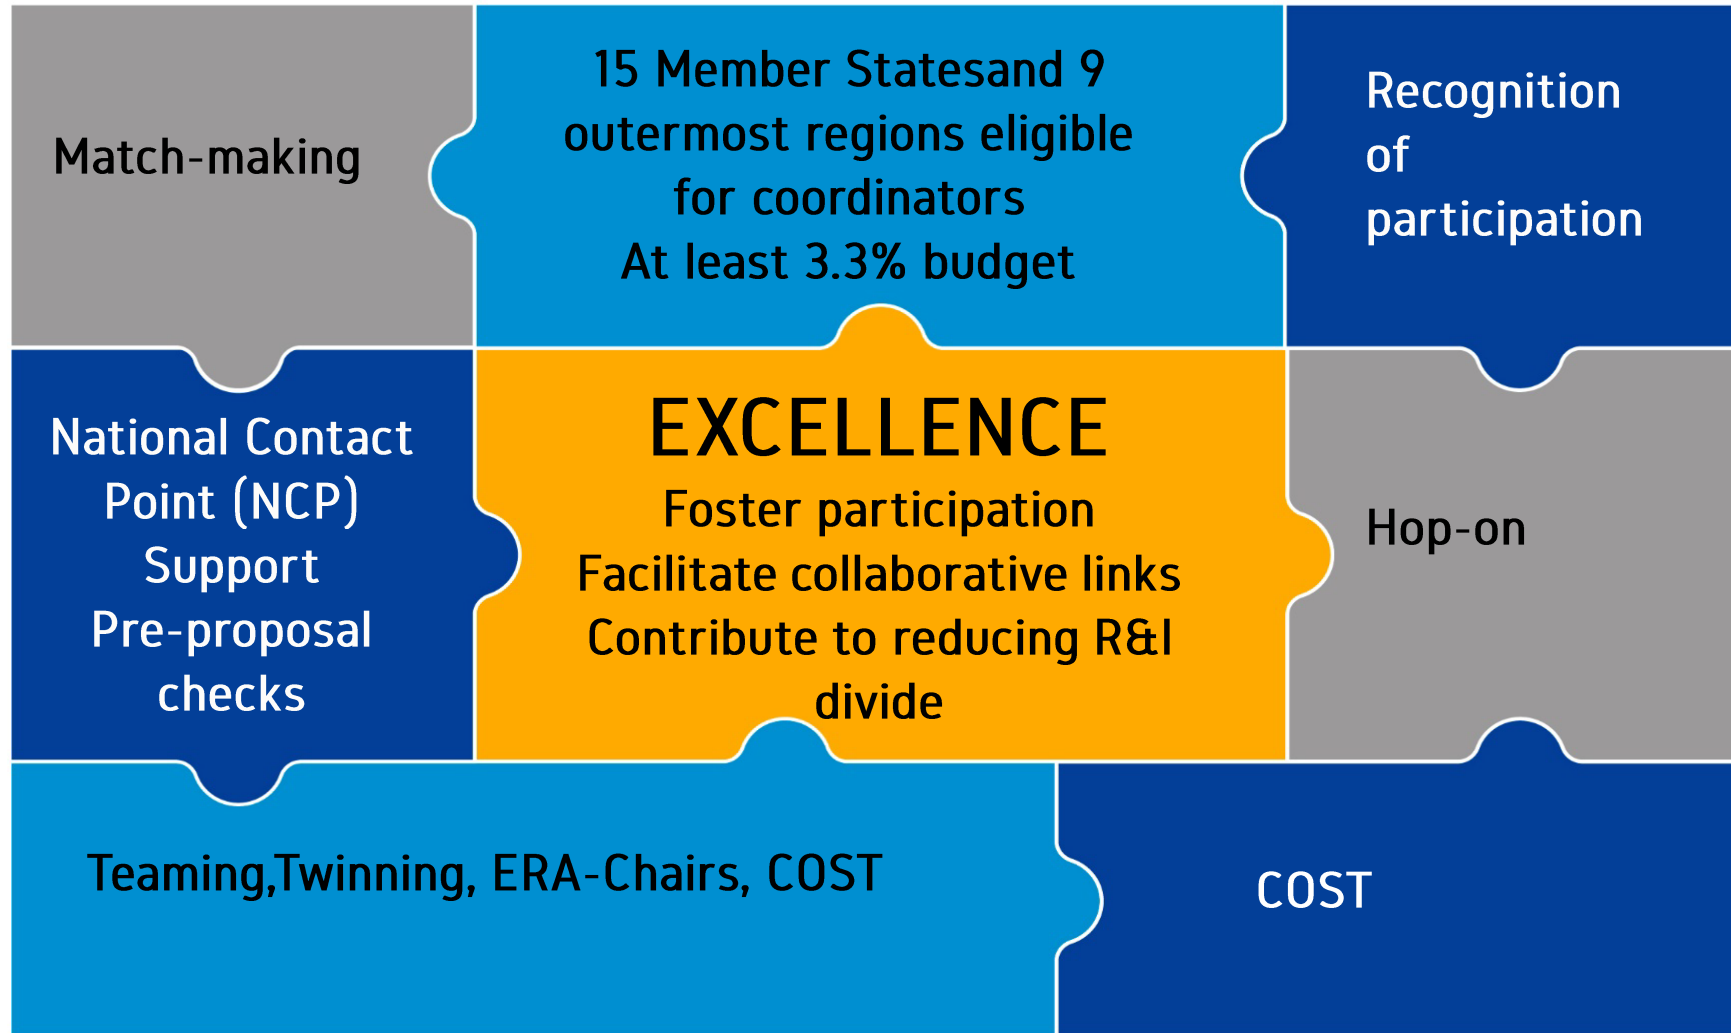 Match-making
15 Member Statesand 9
outermost regions eligible
for coordinators
At least 3.3% budget
Recognition
of
participation
National Contact
Point (NCP)
Support
Pre-proposal
checks
EXCELLENCE
Foster participation
Facilitate collaborative links
Contribute to reducing R&I
divide
Hop-on
Teaming,Twinning, ERA-Chairs, COST
COST